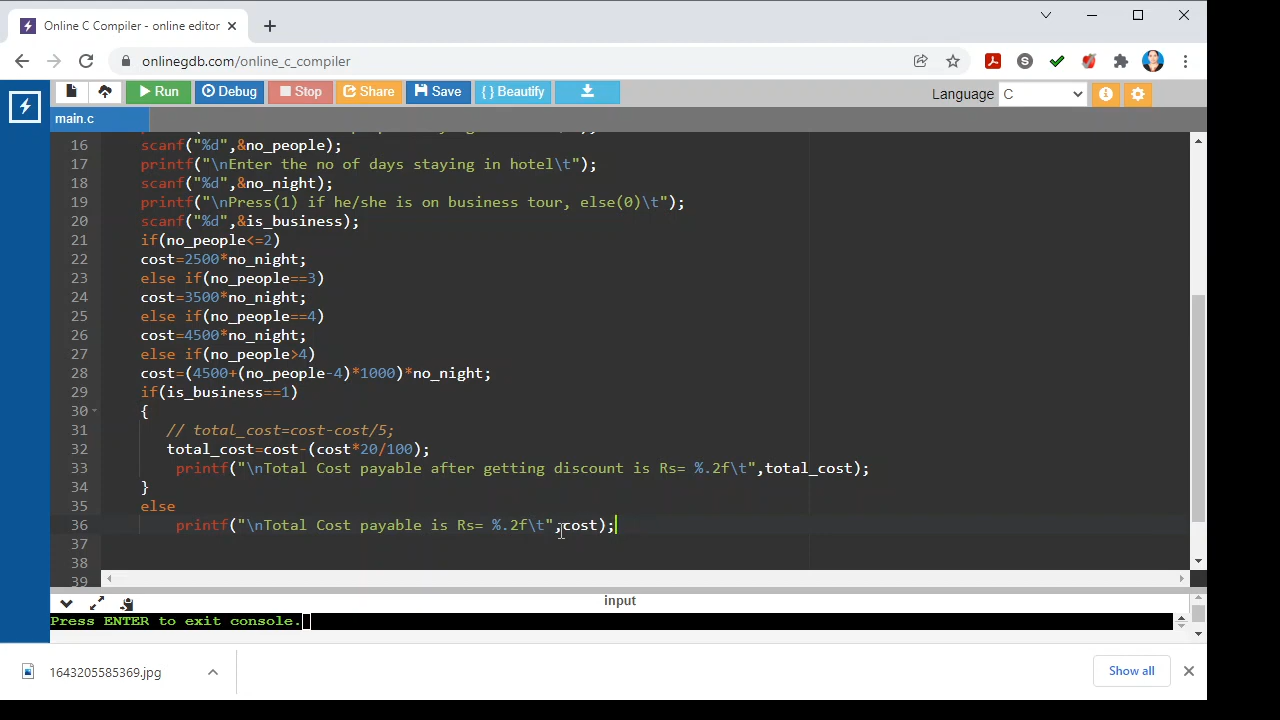 Online C Compiler - online editor
onlinegdb.com/online_c_compiler
S
Run Debug Stop Share Save { } Beautify
Language C
main.c
16 scanf("%d",&no_people);
17 printf("\nEnter the no of days staying in hotel\t");
18 scanf("%d",&no_night);
19 printf("\nPress(1) if he/she is on business tour, else(0)\t");
20 scanf("%d",&is_business);
21 if(no_people<=2)
22 cost=2500*no_night;
23 else if(no_people==3)
24 cost=3500*no_night;
25 else if(no_people==4)
26 cost=4500*no_night;
27 else if(no_people>4)
28 cost=(4500+(no_people-4)*1000)*no_night;
29 if(is_business==1)
30 {
31 // total_cost=cost-cost/5;
32 total_cost=cost-(cost*20/100);
33 printf("\nTotal Cost payable after getting discount is Rs= %.2f\t",total_cost);
34 }
35 else
36 printf("\nTotal Cost payable is Rs= %.2f\t",cost);
37
38
39
input
Press ENTER to exit console.
1643205585369.jpg
Show all